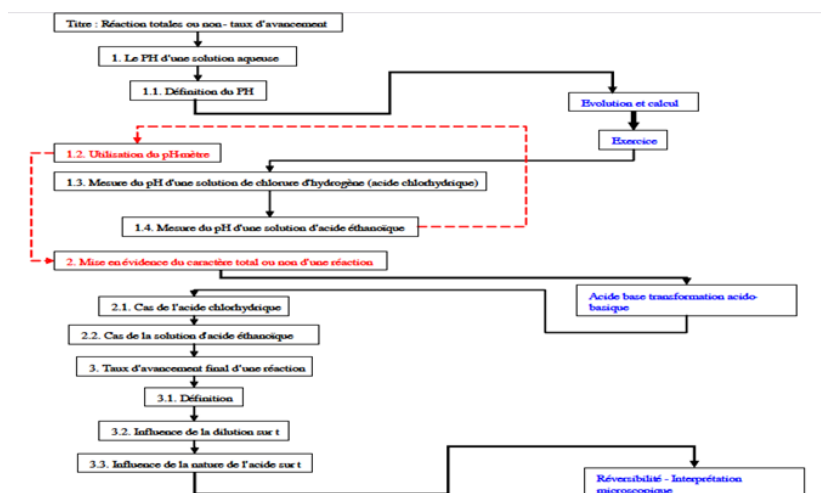 Titre : Réaction totales ou non - taux d'avancement
1. Le PH d'une solution aqueuse
1.1. Définition du PH
Evolution et calcul
Exercice
1.2. Utilisation du pH-mètre
1.3. Mesure du pH d'une solution de chlorure d'hydrogène (acide chlorhydrique)
1.4. Mesure du pH d'une solution d'acide éthanoïque
2. Mise en évidence du caractère total ou non d'une réaction
Acide base transformation acido-
basique
2.1. Cas de l'acide chlorhydrique
2.2. Cas de la solution d'acide éthanoïque
3. Taux d'avancement final d'une réaction
3.1. Définition
3.2. Influence de la dilution sur t
3.3. Influence de la nature de l'acide sur t
Réversibilité - Interprétation
microscopique